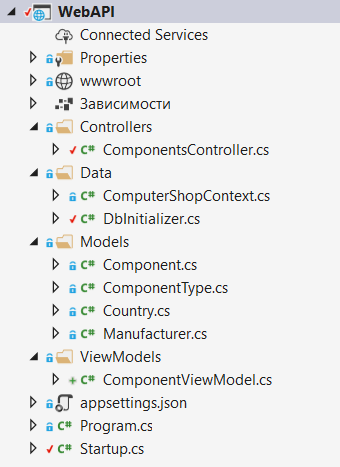 WebAPI
Connected Services
Properties
wwwroot
Зависимости
Controllers
C# ComponentsController.cs
Data
C# ComputerShopContext.cs
C# DbInitializer.cs
Models
C# Component.cs
C# ComponentType.cs
C# Country.cs
C# Manufacturer.cs
ViewModels
C# ComponentViewModel.cs
appsettings.json
C# Program.cs
C# Startup.cs